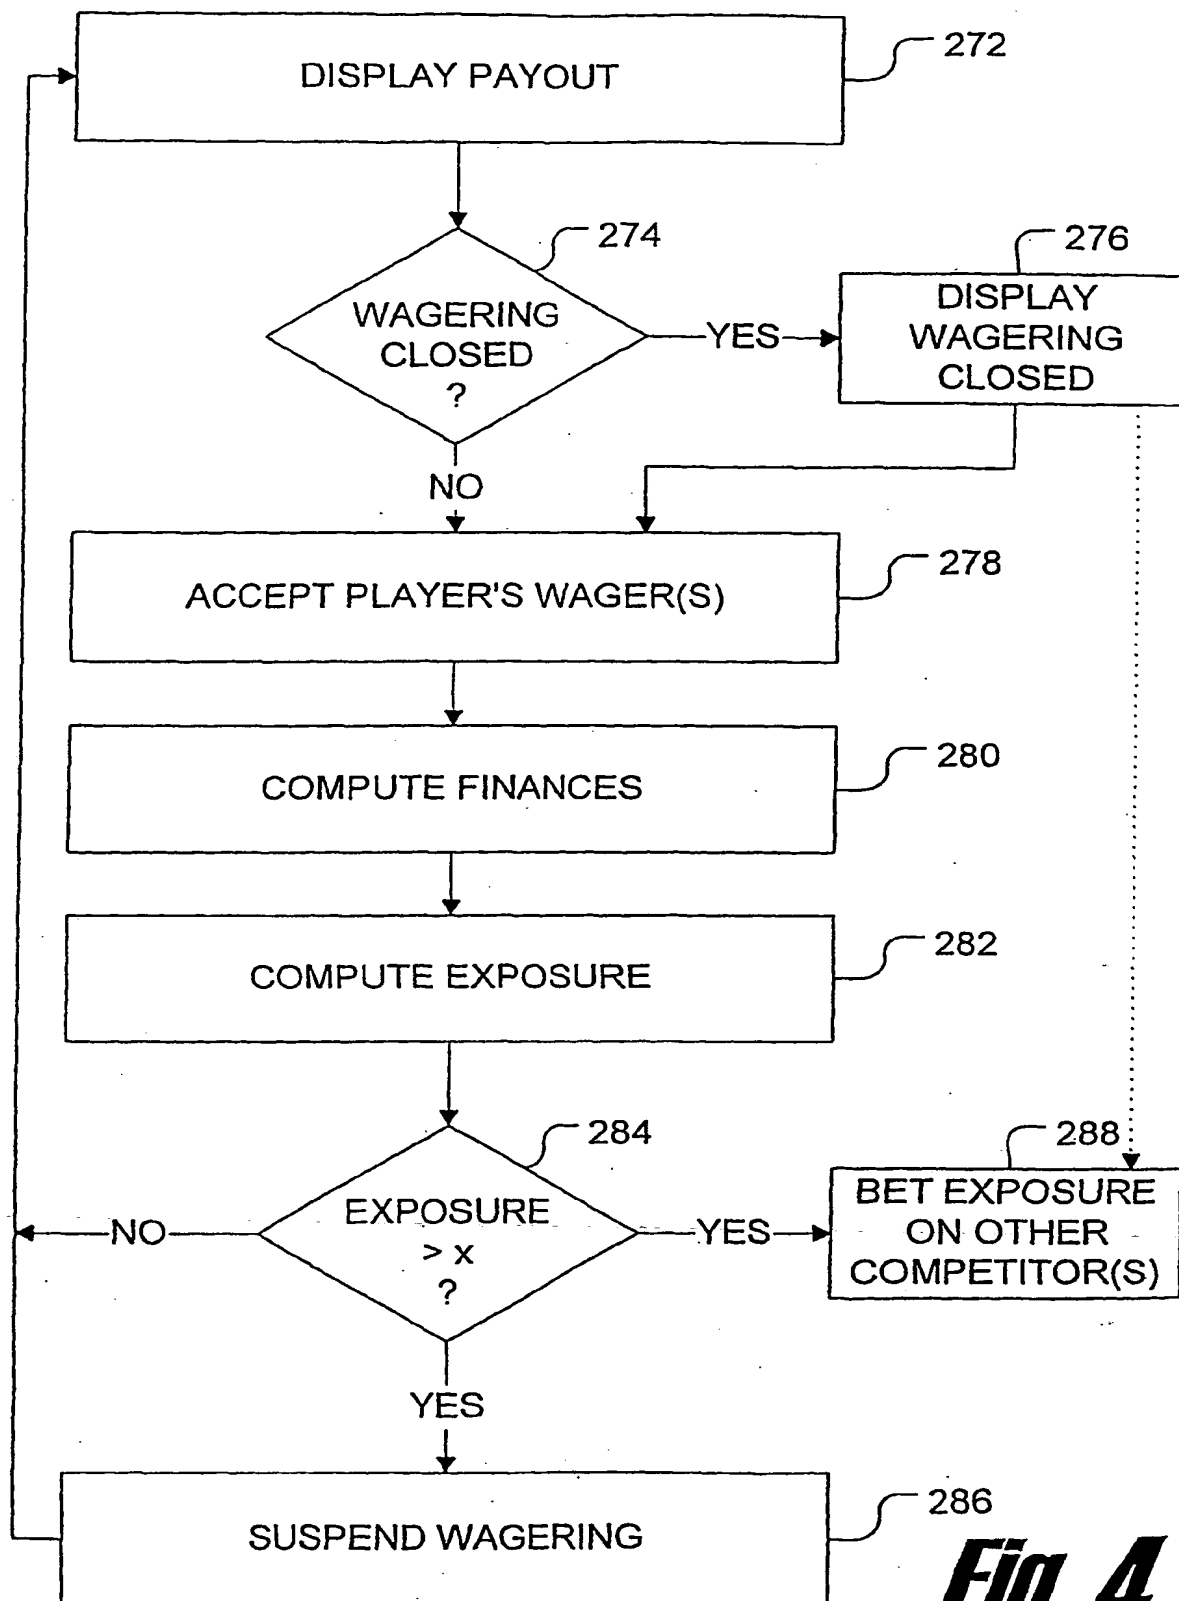 DISPLAY PAYOUT
272
274
WAGERING
CLOSED
?
YES
276
DISPLAY
WAGERING
CLOSED
NO
ACCEPT PLAYER'S WAGER(S)
278
COMPUTE FINANCES
280
COMPUTE EXPOSURE
282
284
EXPOSURE
> x
?
NO
YES
288
BET EXPOSURE
ON OTHER
COMPETITOR(S)
YES
SUSPEND WAGERING
286
Fig 4